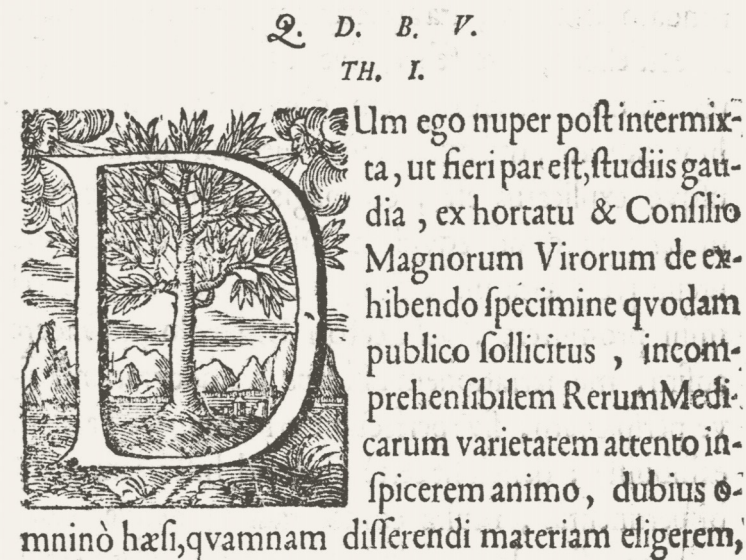 Q. D. B. V.
TH. I.
DUm ego nuper poſt intermix-
ta, ut fieri par eſt, ſtudiis gau-
dia, ex hortatu & Conſilio
Magnorum Virorum de ex-
hibendo ſpecimine qvodam
publico ſollicitus, incom-
prehenſibilem Rerum Medi-
carum varietatem attento in-
ſpicerem animo, dubius o-
mninò hæſi, qvamnam diſſerendi materiam eligerem,